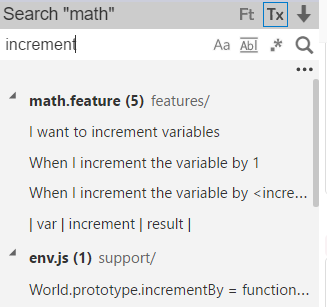 Search "math" Ft Tx
increment Aa Abl .*
...
math.feature (5) features/
I want to increment variables
When I increment the variable by 1
When I increment the variable by <incre...
| var | increment | result |
env.js (1) support/
World.prototype.incrementBy = function...